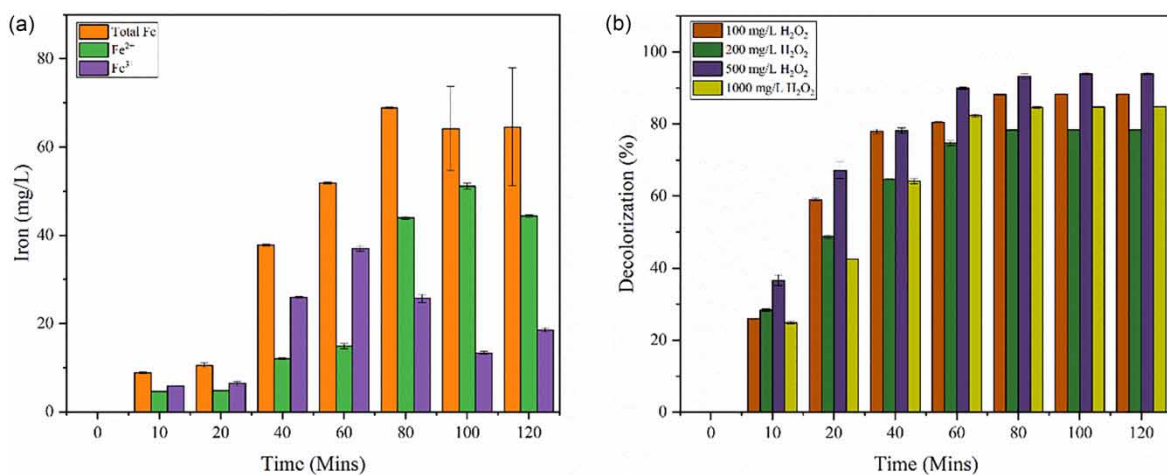 (a)
Total Fe
Fe²⁺
Fe³
80
60
40
20
0
Iron (mg/L)
0 10 20 40 60 80 100 120
Time (Mins)
(b)
100 mg/L H₂O₂
200 mg/L H₂O₂
500 mg/L H₂O₂
1000 mg/L H₂O₂
100
80
60
40
20
0
Decolorization (%)
0 10 20 40 60 80 100 120
Time (Mins)